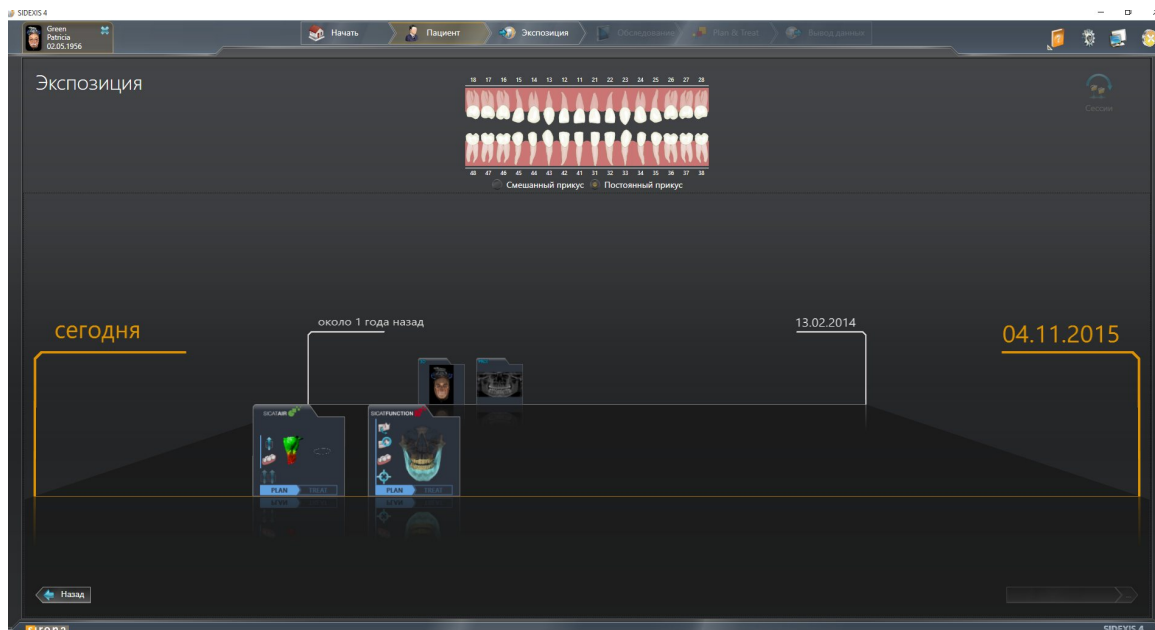 SIDEXIS 4
Green
Patricia
02.05.1956
Начать
Пациент
Экспозиция
Обследование
Plan & Treat
Вывод данных
Экспозиция
18 17 16 15 14 13 12 11 21 22 23 24 25 26 27 28
48 47 46 45 44 43 42 41 31 32 33 34 35 36 37 38
Смешанный прикус
Постоянный прикус
Сессии
сегодня
около 1 года назад
13.02.2014
04.11.2015
SICATAIR
PLAN
TREAT
SICATFUNCTION
PLAN
TREAT
Назад
SIDEXIS 4